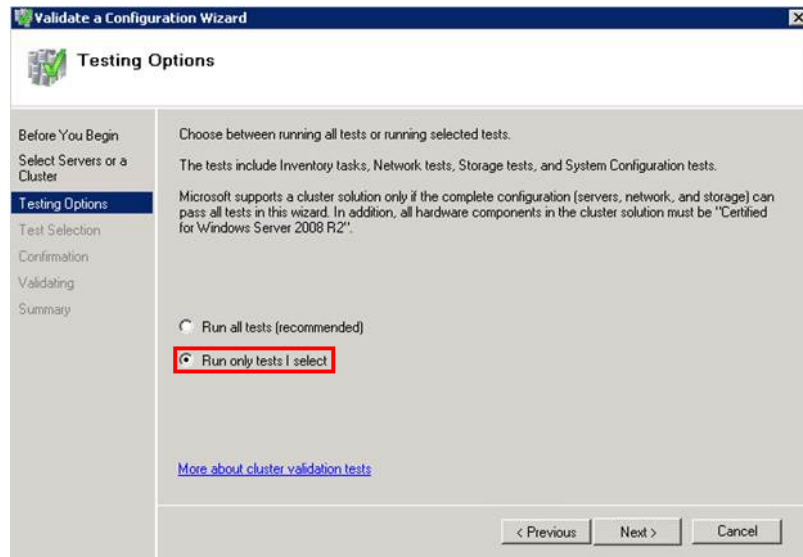 Validate a Configuration Wizard
Testing Options
Before You Begin
Select Servers or a
Cluster
Testing Options
Test Selection
Confirmation
Validating
Summary
Choose between running all tests or running selected tests.
The tests include Inventory tasks, Network tests, Storage tests, and System Configuration tests.
Microsoft supports a cluster solution only if the complete configuration (servers, network, and storage) can
pass all tests in this wizard. In addition, all hardware components in the cluster solution must be "Certified
for Windows Server 2008 R2".
Run all tests (recommended)
Run only tests I select
More about cluster validation tests
< Previous
Next >
Cancel